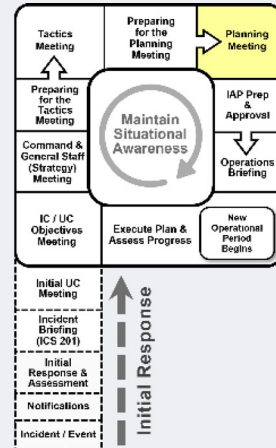 Tactics
Meeting
Preparing
for the
Planning
Meeting
Planning
Meeting
Preparing
for the
Tactics
Meeting
Maintain
Situational
Awareness
IAP Prep
&
Approval
Command &
General Staff
(Strategy)
Meeting
Operations
Briefing
IC / UC
Objectives
Meeting
Execute Plan &
Assess Progress
New
Operational
Period
Begins
Initial UC
Meeting
Incident
Briefing
(ICS 201)
Initial
Response &
Assessment
Notifications
Incident / Event
Initial Response